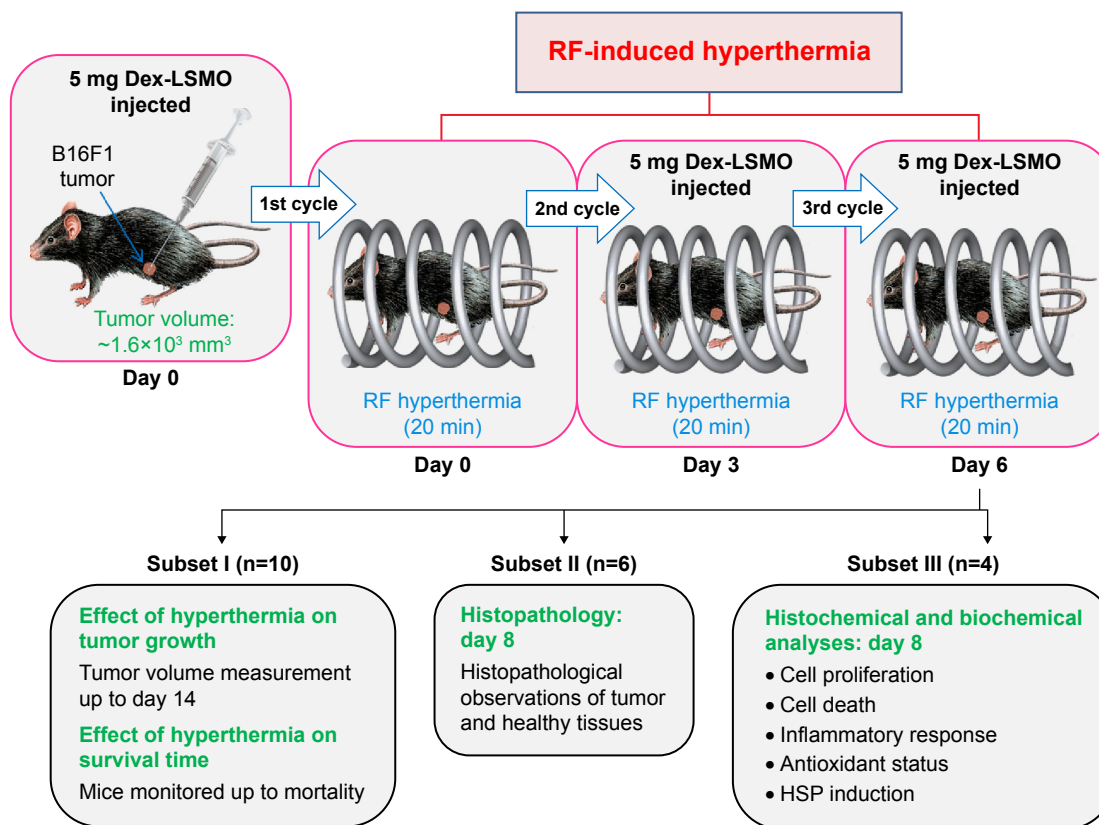 RF-induced hyperthermia
5 mg Dex-LSMO
injected
B16F1
tumor
Tumor volume:
~1.6×10³ mm³
Day 0
1st cycle
RF hyperthermia
(20 min)
Day 0
2nd cycle
5 mg Dex-LSMO
injected
RF hyperthermia
(20 min)
Day 3
3rd cycle
5 mg Dex-LSMO
injected
RF hyperthermia
(20 min)
Day 6
Subset I (n=10)
Effect of hyperthermia on
tumor growth
Tumor volume measurement
up to day 14
Effect of hyperthermia on
survival time
Mice monitored up to mortality
Subset II (n=6)
Histopathology:
day 8
Histopathological
observations of tumor
and healthy tissues
Subset III (n=4)
Histochemical and biochemical
analyses: day 8
• Cell proliferation
• Cell death
• Inflammatory response
• Antioxidant status
• HSP induction